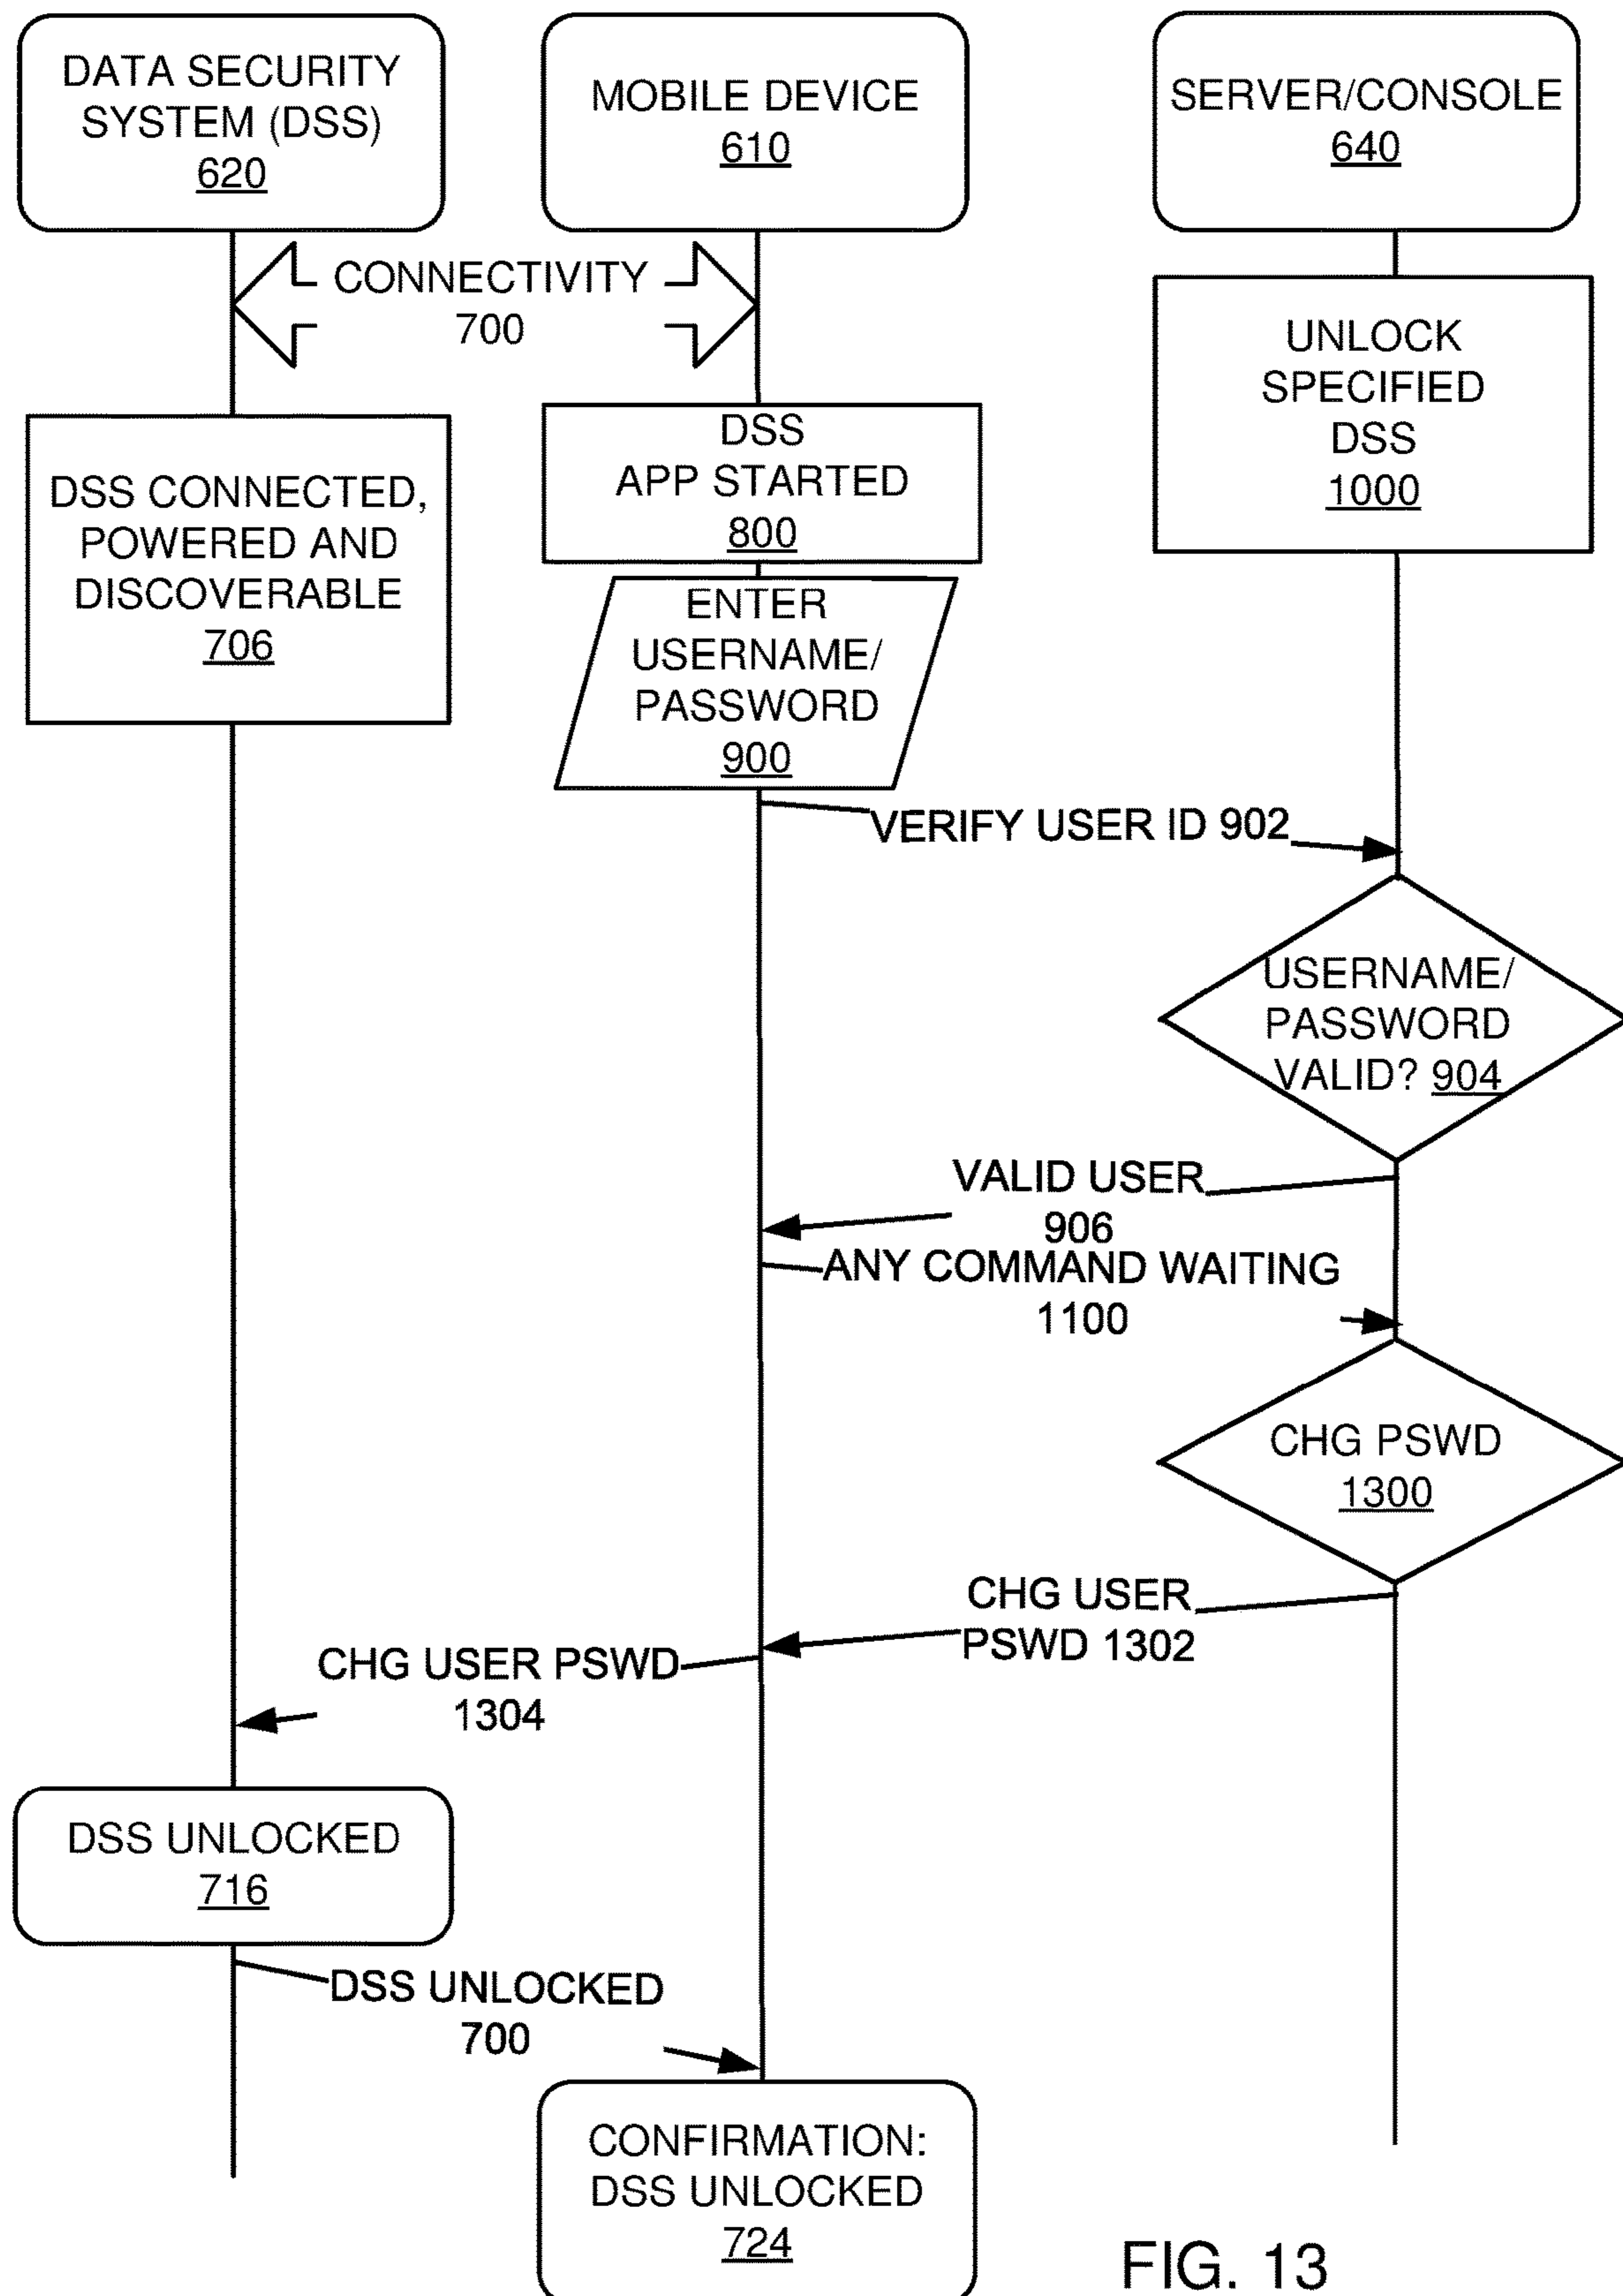 DATA SECURITY
SYSTEM (DSS)
620
MOBILE DEVICE
610
SERVER/CONSOLE
640
CONNECTIVITY
700
UNLOCK
SPECIFIED
DSS
1000
DSS CONNECTED,
POWERED AND
DISCOVERABLE
706
DSS
APP STARTED
800
ENTER
USERNAME/
PASSWORD
900
VERIFY USER ID 902
USERNAME/
PASSWORD
VALID? 904
VALID USER
906
ANY COMMAND WAITING
1100
CHG PSWD
1300
CHG USER
PSWD 1302
CHG USER PSWD
1304
DSS UNLOCKED
716
DSS UNLOCKED
700
CONFIRMATION:
DSS UNLOCKED
724
FIG. 13